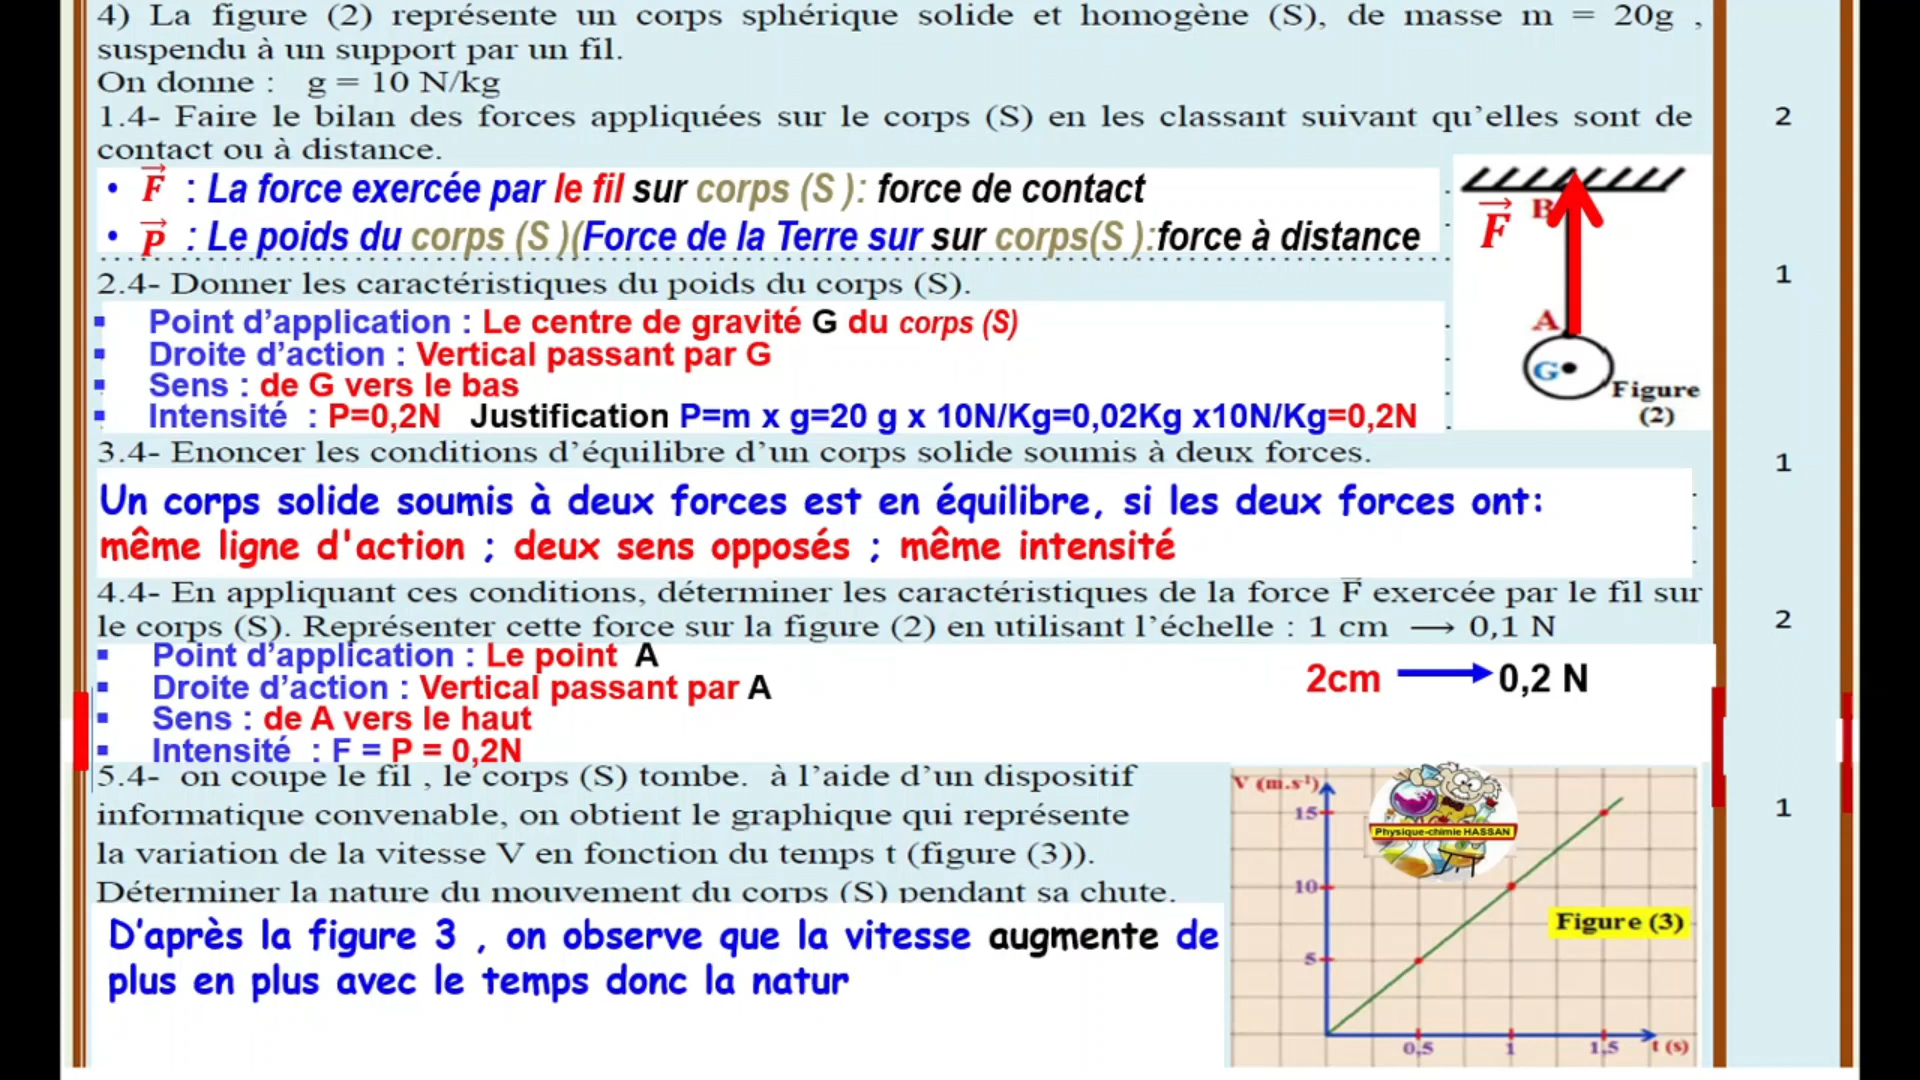 4) La figure (2) représente un corps sphérique solide et homogène (S), de masse m = 20g ,
suspendu à un support par un fil.
On donne : g = 10 N/kg
1.4- Faire le bilan des forces appliquées sur le corps (S) en les classant suivant qu'elles sont de
contact ou à distance.
2
• F⃗ : La force exercée par le fil sur corps (S ): force de contact
• P⃗ : Le poids du corps (S )(Force de la Terre sur sur corps(S ):force à distance
B
F⃗
A
G
Figure
(2)
2.4- Donner les caractéristiques du poids du corps (S).
1
▪ Point d'application : Le centre de gravité G du corps (S)
▪ Droite d'action : Vertical passant par G
▪ Sens : de G vers le bas
▪ Intensité : P=0,2N Justification P=m x g=20 g x 10N/Kg=0,02Kg x10N/Kg=0,2N
3.4- Enoncer les conditions d'équilibre d'un corps solide soumis à deux forces.
1
Un corps solide soumis à deux forces est en équilibre, si les deux forces ont:
même ligne d'action ; deux sens opposés ; même intensité
4.4- En appliquant ces conditions, déterminer les caractéristiques de la force F⃗ exercée par le fil sur
le corps (S). Représenter cette force sur la figure (2) en utilisant l'échelle : 1 cm ⟶ 0,1 N
2
▪ Point d'application : Le point A
▪ Droite d'action : Vertical passant par A
▪ Sens : de A vers le haut
▪ Intensité : F = P = 0,2N
2cm ⟶ 0,2 N
5.4- on coupe le fil , le corps (S) tombe. à l'aide d'un dispositif
informatique convenable, on obtient le graphique qui représente
la variation de la vitesse V en fonction du temps t (figure (3)).
Déterminer la nature du mouvement du corps (S) pendant sa chute.
1
D'après la figure 3 , on observe que la vitesse augmente de
plus en plus avec le temps donc la natur
V (m.s⁻¹)
15
10
5
0,5 1 1,5 t (s)
Physique-chimie HASSAN
Figure (3)